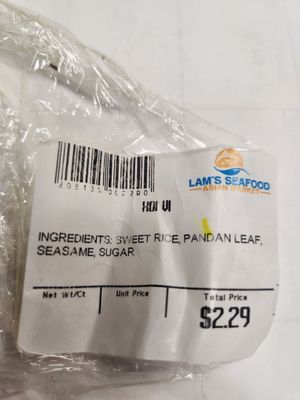 LAM'S SEAFOOD
ASIAN MARKET
XOI VI
INGREDIENTS: SWEET RICE, PANDAN LEAF,
SEASAME, SUGAR
Net Wt/Ct
Unit Price
Total Price
$2.29